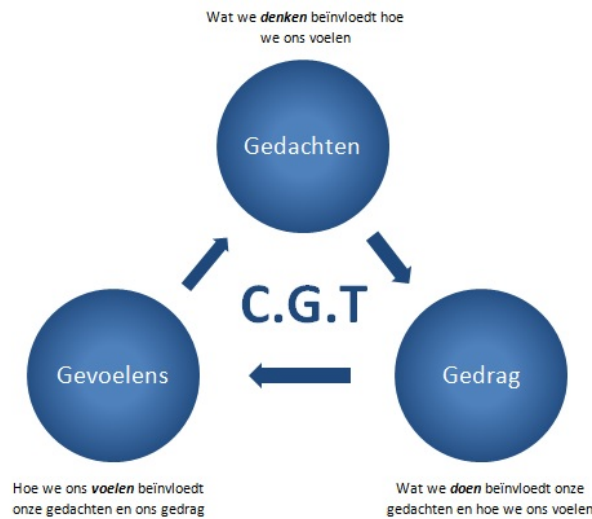 Wat we denken beïnvloedt hoe
we ons voelen
Gedachten
C.G.T
Gevoelens
Gedrag
Hoe we ons voelen beïnvloedt
onze gedachten en ons gedrag
Wat we doen beïnvloedt onze
gedachten en hoe we ons voelen